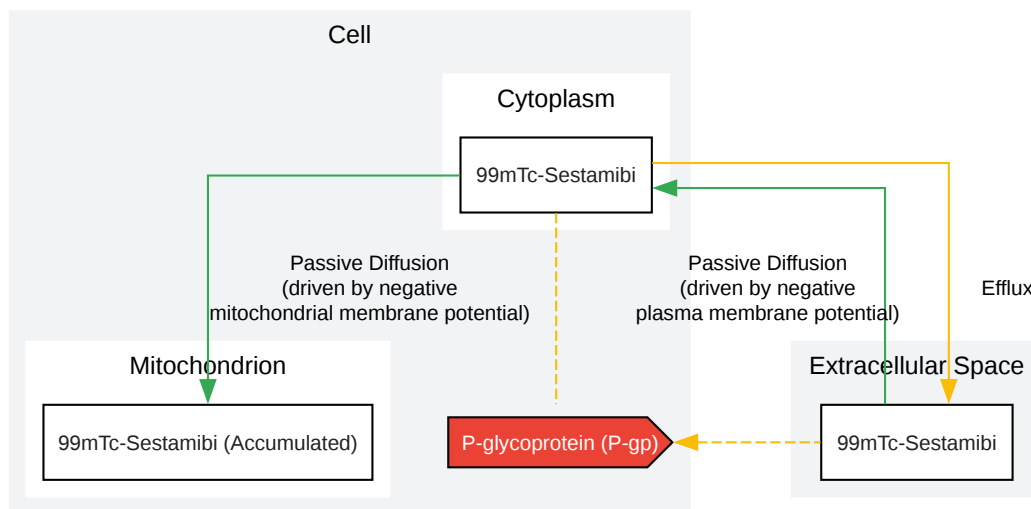 Cell
Cytoplasm
99mTc-Sestamibi
Passive Diffusion
(driven by negative
mitochondrial membrane potential)
Passive Diffusion
(driven by negative
plasma membrane potential)
Efflux
Mitochondrion
99mTc-Sestamibi (Accumulated)
P-glycoprotein (P-gp)
Extracellular Space
99mTc-Sestamibi